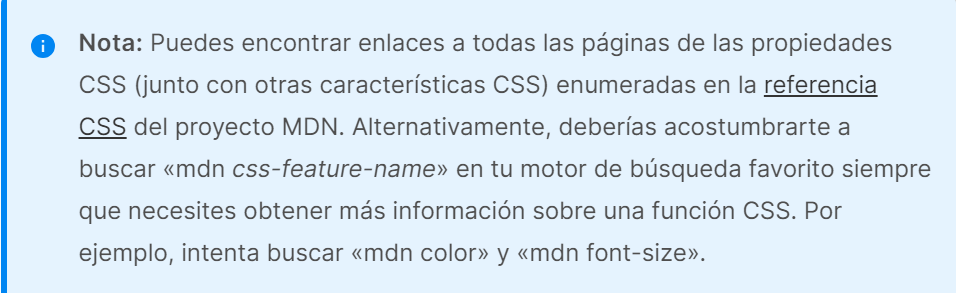 Nota: Puedes encontrar enlaces a todas las páginas de las propiedades
CSS (junto con otras características CSS) enumeradas en la referencia
CSS del proyecto MDN. Alternativamente, deberías acostumbrarte a
buscar «mdn css-feature-name» en tu motor de búsqueda favorito siempre
que necesites obtener más información sobre una función CSS. Por
ejemplo, intenta buscar «mdn color» y «mdn font-size».